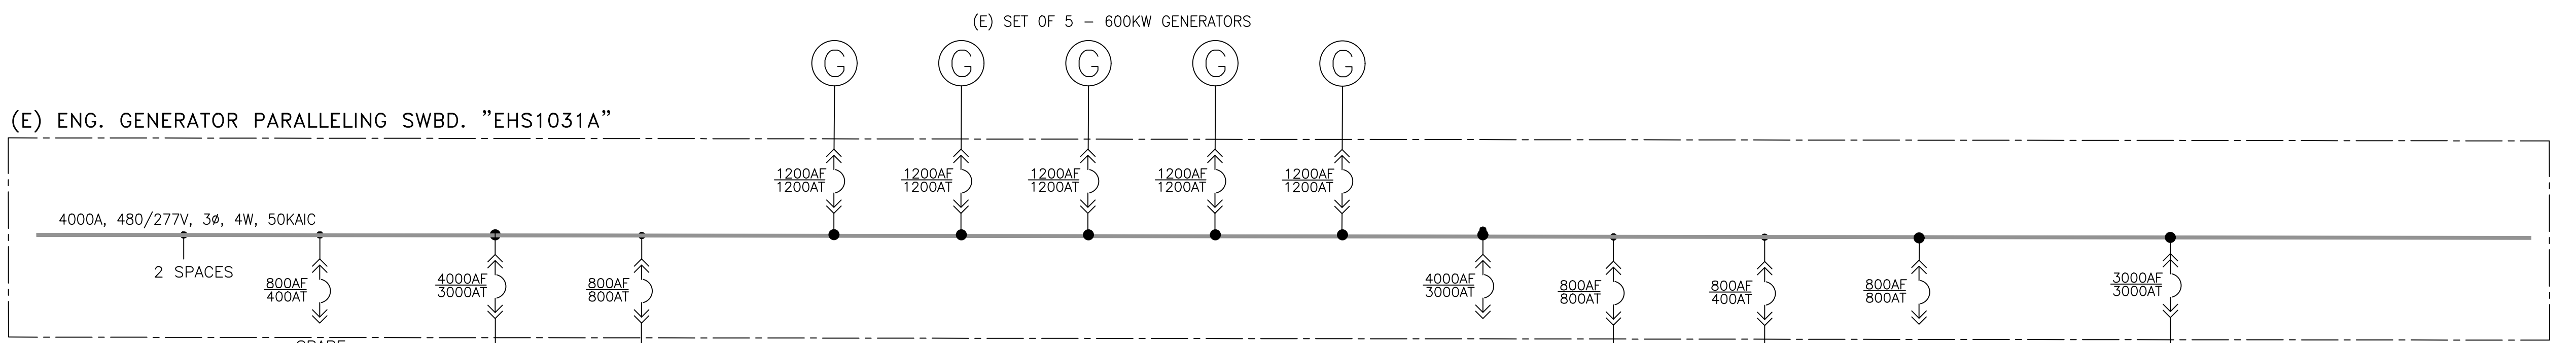 (E) SET OF 5 - 600KW GENERATORS
G G G G G
(E) ENG. GENERATOR PARALLELING SWBD. "EHS1031A"
1200AF 1200AF 1200AF 1200AF 1200AF
1200AT 1200AT 1200AT 1200AT 1200AT
4000A, 480/277V, 3ø, 4W, 50KAIC
2 SPACES
800AF
400AT
4000AF
3000AT
800AF
800AT
4000AF
3000AT
800AF
800AT
800AF
400AT
800AF
800AT
3000AF
3000AT